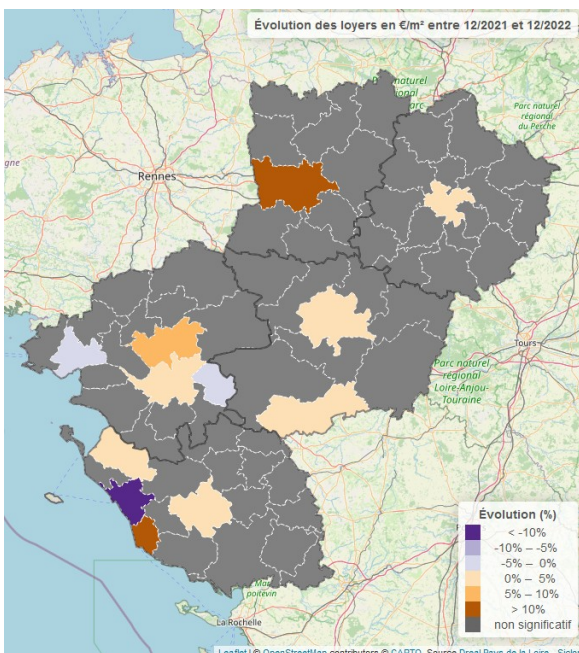 Évolution des loyers en €/m² entre 12/2021 et 12/2022
Parc naturel
régional
Parc naturel
régional
du Perche
Rennes
Tours
Parc naturel
régional
Loire-Anjou-
Touraine
Évolution (%)
< -10%
-10% – -5%
-5% – 0%
0% – 5%
5% – 10%
> 10%
non significatif
poitevin
La Rochelle
Leaflet | © OpenStreetMap contributors © CARTO, Source Dreal Pays de la Loire